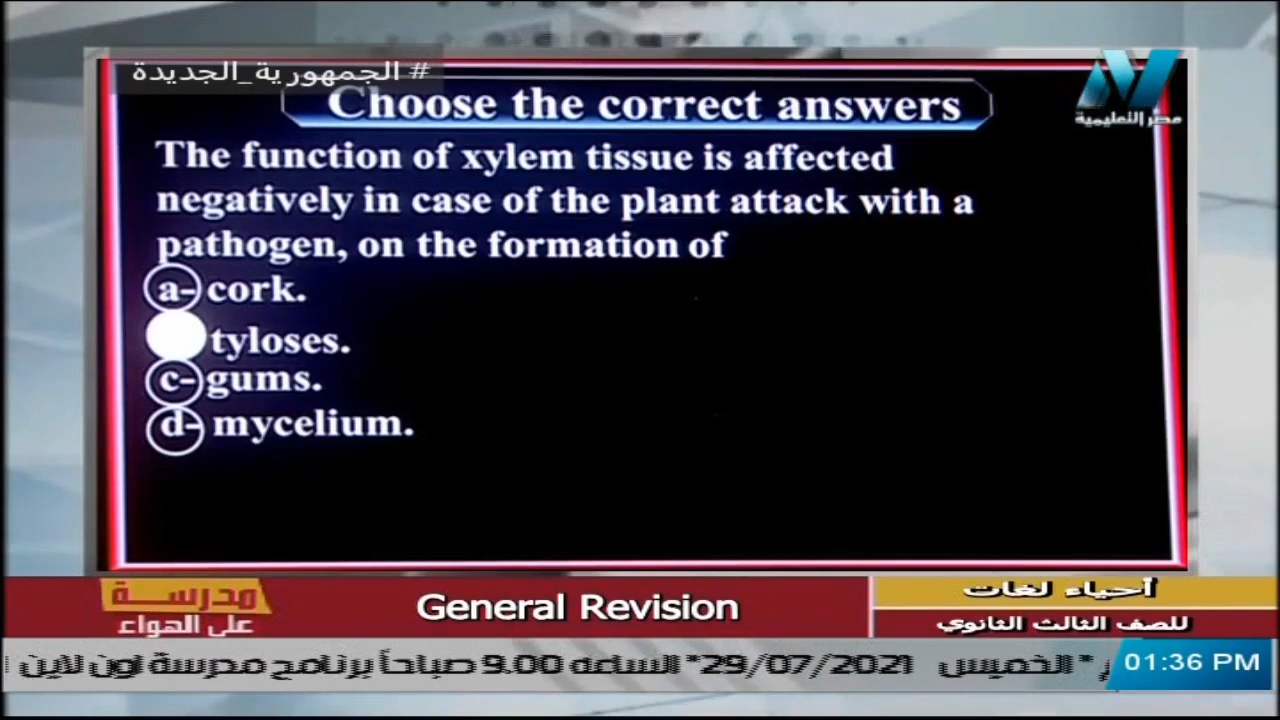 # الجمهورية_الجديدة
مصر التعليمية
Choose the correct answers
The function of xylem tissue is affected
negatively in case of the plant attack with a
pathogen, on the formation of
a- cork.
tyloses.
c- gums.
d- mycelium.
مدرسة
على الهواء
General Revision
أحياء لغات
للصف الثالث الثانوي
* الخميس 29/07/2021* الساعه 9.00 صباحاً برنامج مدرسة اون لاين
01:36 PM